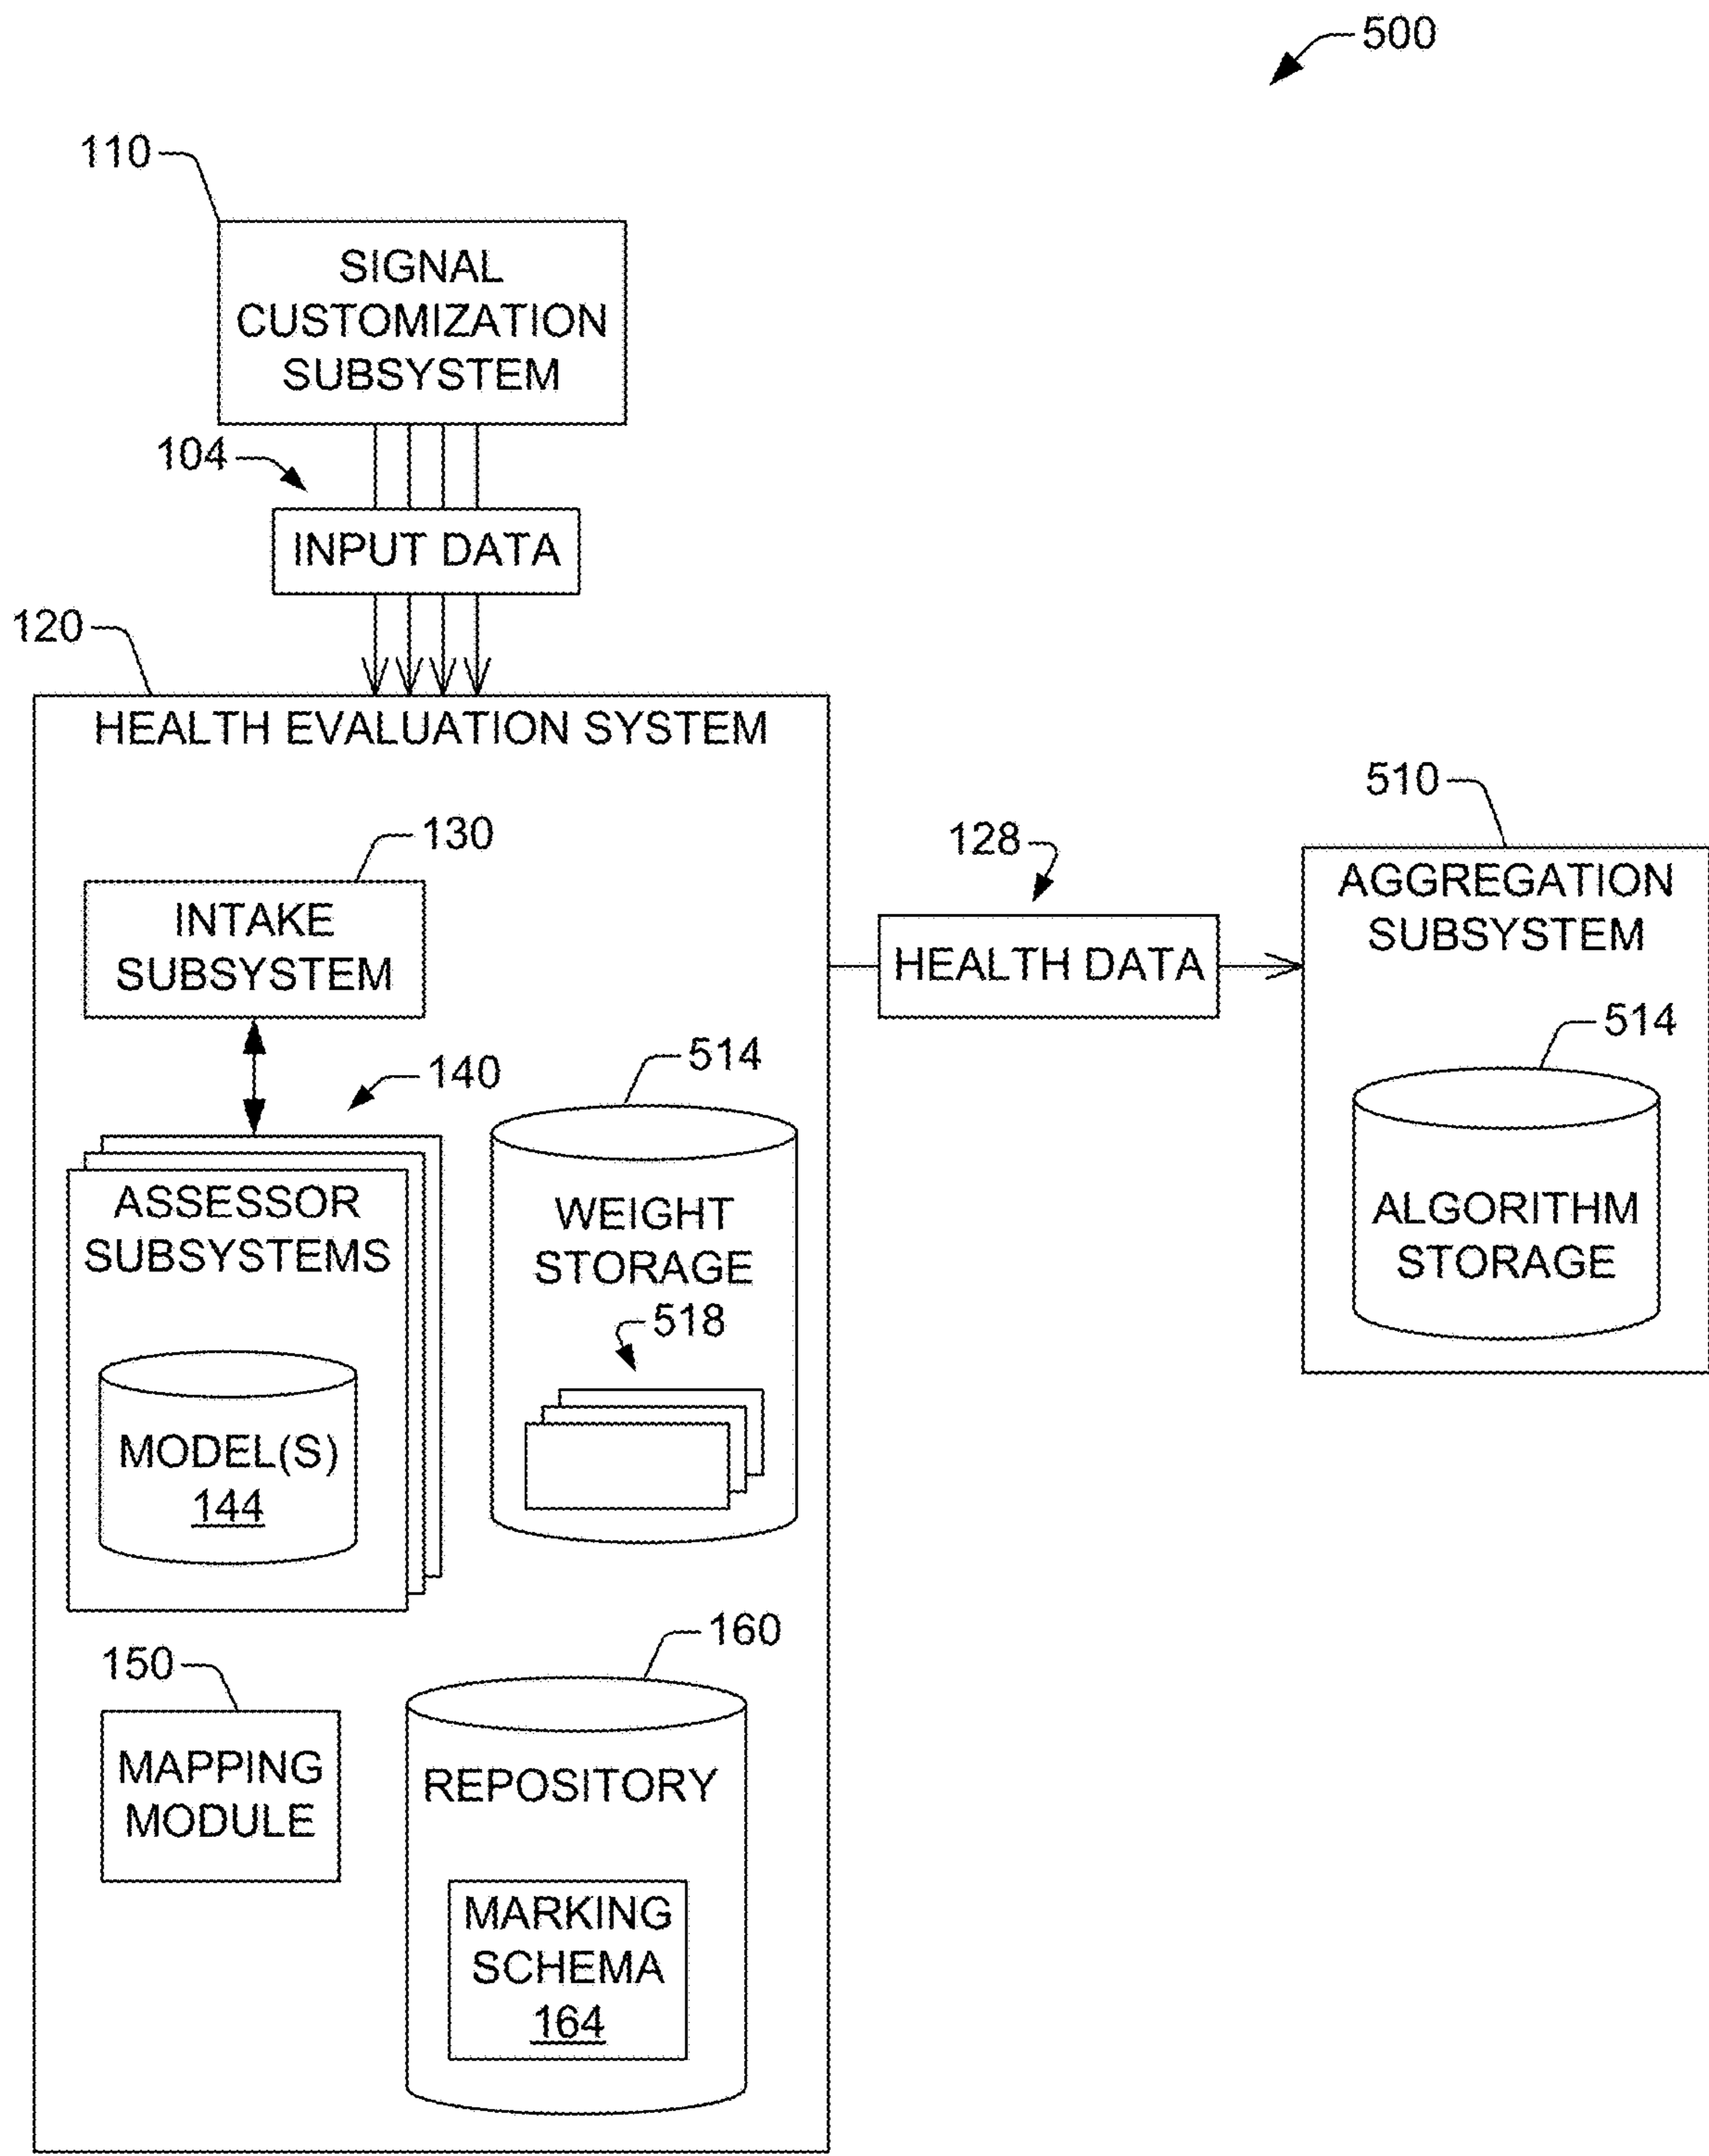 500
110
SIGNAL
CUSTOMIZATION
SUBSYSTEM
104
INPUT DATA
120
HEALTH EVALUATION SYSTEM
130
INTAKE
SUBSYSTEM
140
ASSESSOR
SUBSYSTEMS
MODEL(S)
144
514
WEIGHT
STORAGE
518
150
MAPPING
MODULE
160
REPOSITORY
MARKING
SCHEMA
164
128
HEALTH DATA
510
AGGREGATION
SUBSYSTEM
514
ALGORITHM
STORAGE